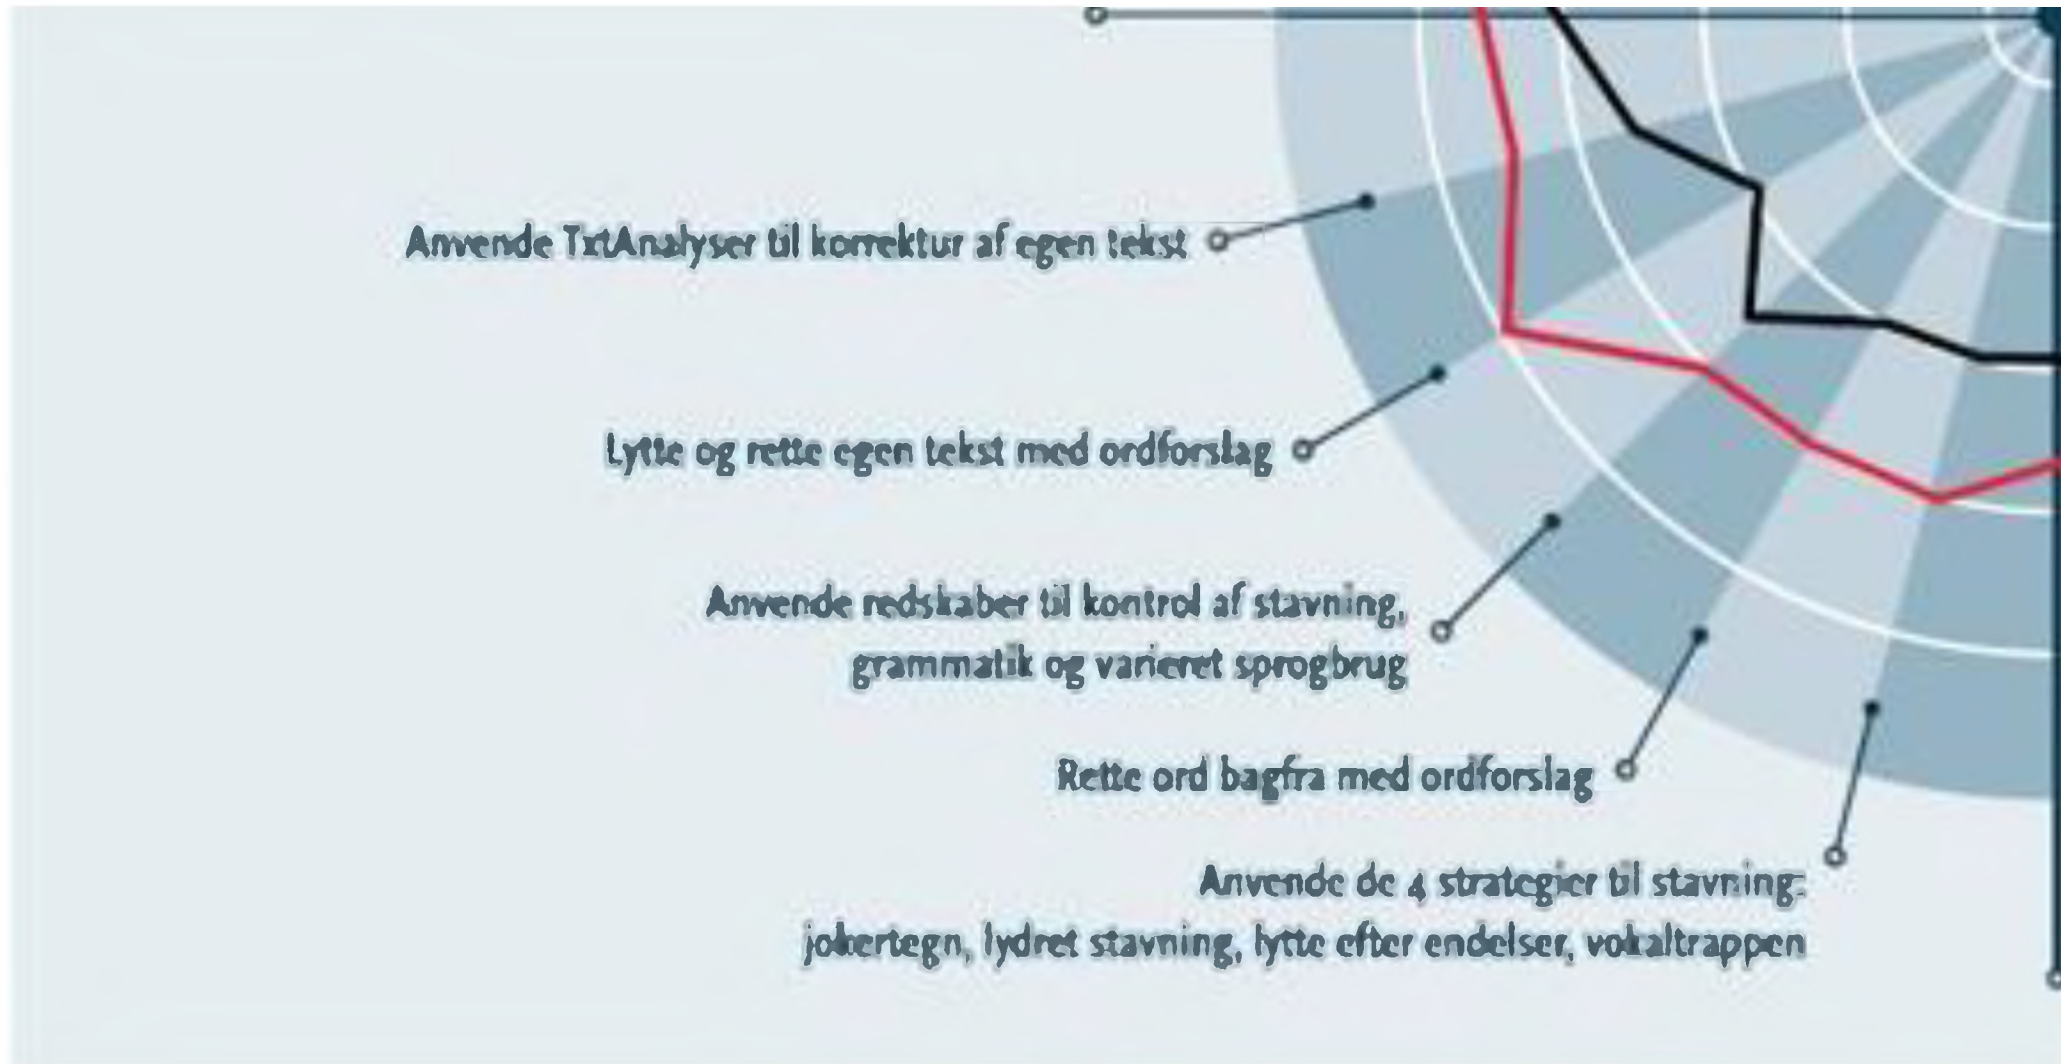 Anvende TxtAnalyser til korrektur af egen tekst
Lytte og rette egen tekst med ordforslag
Anvende redskaber til kontrol af stavning,
grammatik og varieret sprogbrug
Rette ord bagfra med ordforslag
Anvende de 4 strategier til stavning:
jokertegn, lydret stavning, lytte efter endelser, vokaltrappen